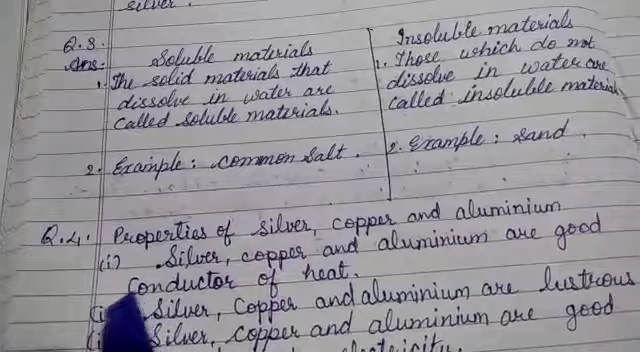 silver.
Q.3.
Ans:- Soluble materials
1. The solid materials that
dissolve in water are
called soluble materials.
2. Example: common salt.
Insoluble materials
1. Those which do not
dissolve in water are
called insoluble material
2. Example: sand.
Q.4. Properties of silver, copper and aluminium
(i) Silver, copper and aluminium are good
conductor of heat.
Silver, Copper and aluminium are lustrous
Silver, copper and aluminium are good
electricity.